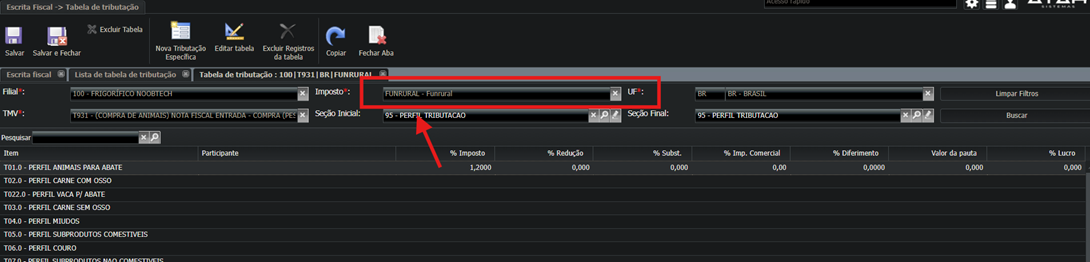 Escrita Fiscal -> Tabela de tributação
Acesso rápido
SISTEMAS
Salvar
Salvar e Fechar
Excluir Tabela
Nova Tributação Específica
Editar tabela
Excluir Registros da tabela
Copiar
Fechar Aba
Escrita fiscal
Lista de tabela de tributação
Tabela de tributação : 100|T931|BR|FUNRURAL
Filial*: 100 - FRIGORÍFICO NOOBTECH Imposto*: FUNRURAL - Funrural UF*: BR BR - BRASIL Limpar Filtros
TMV*: T931 - (COMPRA DE ANIMAIS) NOTA FISCAL ENTRADA - COMPRA (PES Seção Inicial: 95 - PERFIL TRIBUTACAO Seção Final: 95 - PERFIL TRIBUTACAO Buscar
Pesquisar
Item Participante % Imposto % Redução % Subst. % Imp. Comercial % Diferimento Valor da pauta % Lucro
T01.0 - PERFIL ANIMAIS PARA ABATE 1,2000 0,000 0,000 0,00 0,0000 0,000 0,000
T02.0 - PERFIL CARNE COM OSSO
T022.0 - PERFIL VACA P/ ABATE
T03.0 - PERFIL CARNE SEM OSSO
T04.0 - PERFIL MIUDOS
T05.0 - PERFIL SUBPRODUTOS COMESTIVEIS
T06.0 - PERFIL COURO
T07.0 - PERFIL SUBPRODUTOS NAO COMESTIVEIS